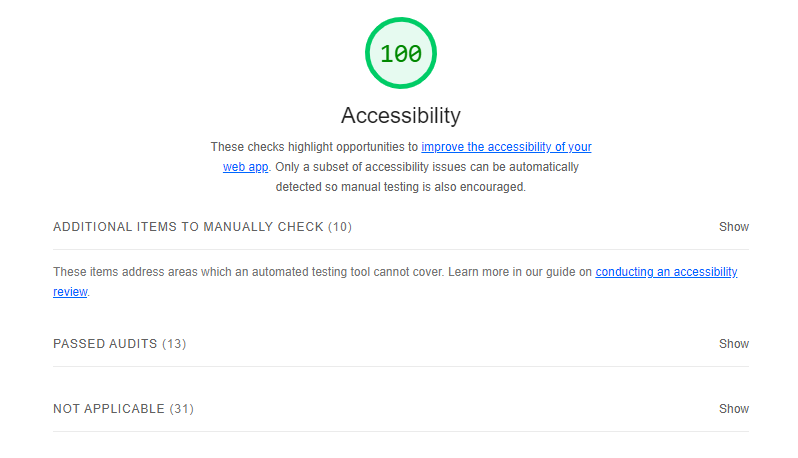 100
Accessibility
These checks highlight opportunities to improve the accessibility of your
web app. Only a subset of accessibility issues can be automatically
detected so manual testing is also encouraged.
ADDITIONAL ITEMS TO MANUALLY CHECK (10) Show
These items address areas which an automated testing tool cannot cover. Learn more in our guide on conducting an accessibility
review.
PASSED AUDITS (13) Show
NOT APPLICABLE (31) Show